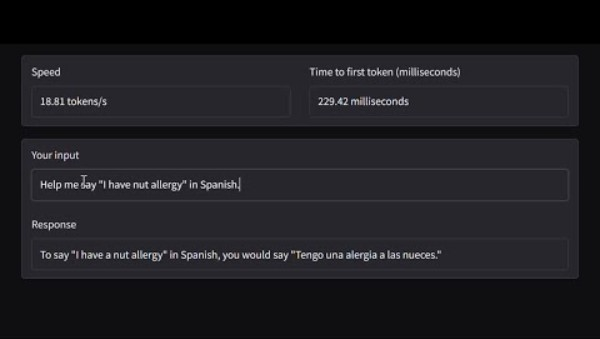 Speed
Time to first token (milliseconds)
18.81 tokens/s
229.42 milliseconds
Your input
Help me say "I have nut allergy" in Spanish.
Response
To say "I have a nut allergy" in Spanish, you would say "Tengo una alergia a las nueces."